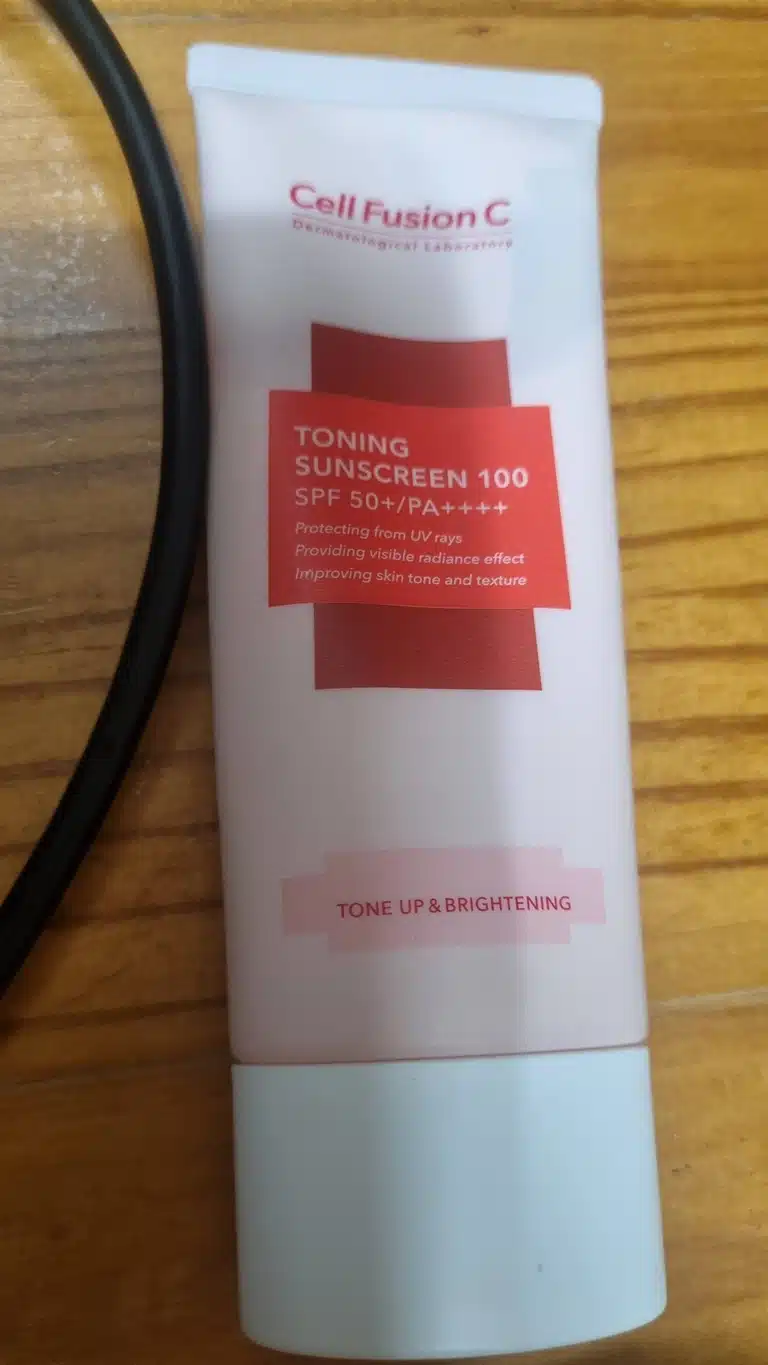 Cell Fusion C
Dermatological Laboratory
TONING
SUNSCREEN 100
SPF 50+/PA++++
Protecting from UV rays
Providing visible radiance effect
Improving skin tone and texture
TONE UP & BRIGHTENING